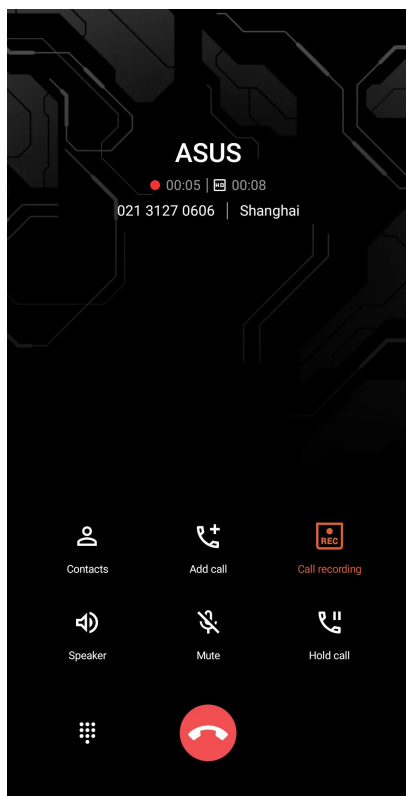 ASUS
00:05 | HD 00:08
021 3127 0606 | Shanghai
Contacts Add call REC Call recording
Speaker Mute Hold call